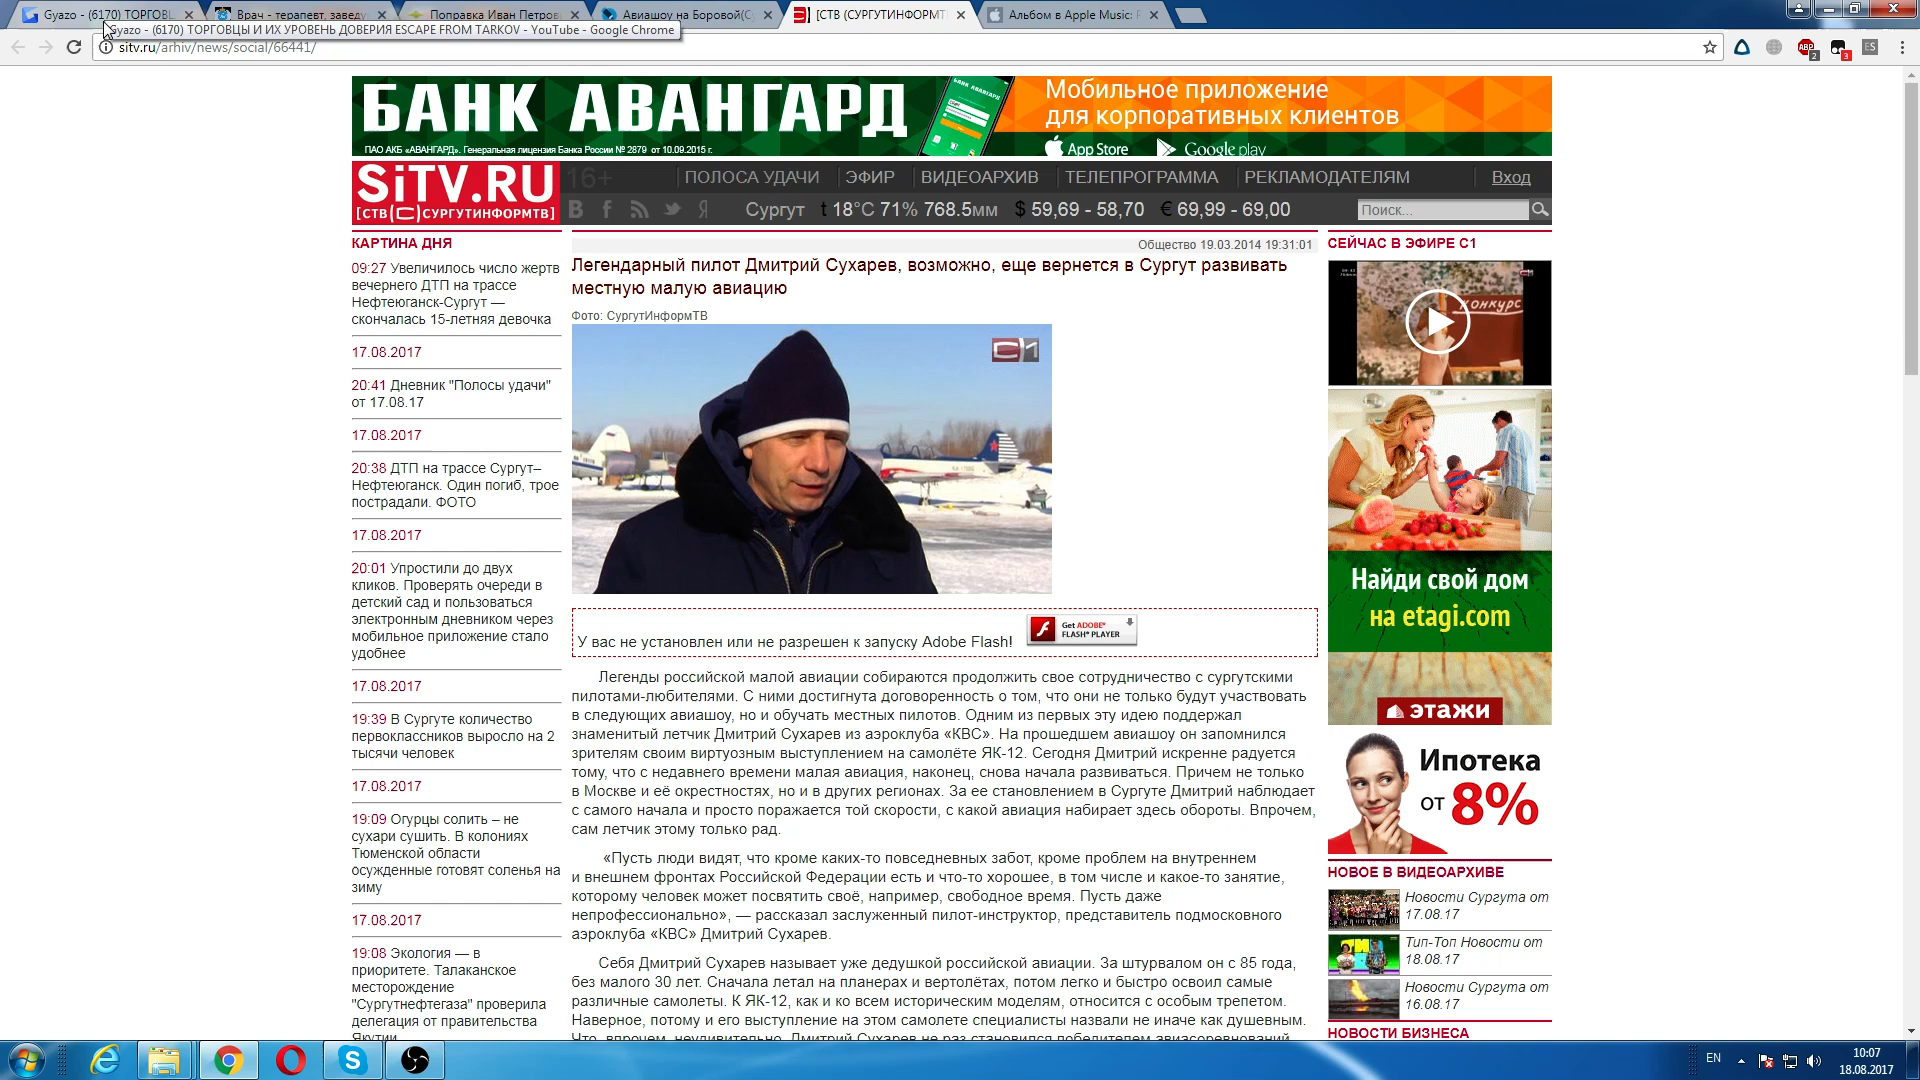 Gyazo - (6170) ТОРГОВЦ
Врач - терапевт, заведу
Поправка Иван Петров
Авиашоу на Боровой(С
[СТВ (СУРГУТИНФОРМТ
Альбом в Apple Music: F
Gyazo - (6170) ТОРГОВЦЫ И ИХ УРОВЕНЬ ДОВЕРИЯ ESCAPE FROM TARKOV - YouTube - Google Chrome
sitv.ru/arhiv/news/social/66441/
БАНК АВАНГАРД
ПАО АКБ «АВАНГАРД». Генеральная лицензия Банка России № 2879 от 10.09.2015 г.
Мобильное приложение
для корпоративных клиентов
App Store Google play
SiTV.RU
[СТВ(С)СУРГУТИНФОРМТВ]
16+
ПОЛОСА УДАЧИ ЭФИР ВИДЕОАРХИВ ТЕЛЕПРОГРАММА РЕКЛАМОДАТЕЛЯМ Вход
Сургут t 18°C 71% 768.5мм $ 59,69 - 58,70 € 69,99 - 69,00 Поиск...
КАРТИНА ДНЯ
09:27 Увеличилось число жертв
вечернего ДТП на трассе
Нефтеюганск-Сургут —
скончалась 15-летняя девочка
17.08.2017
20:41 Дневник "Полосы удачи"
от 17.08.17
17.08.2017
20:38 ДТП на трассе Сургут–
Нефтеюганск. Один погиб, трое
пострадали. ФОТО
17.08.2017
20:01 Упростили до двух
кликов. Проверять очереди в
детский сад и пользоваться
электронным дневником через
мобильное приложение стало
удобнее
17.08.2017
19:39 В Сургуте количество
первоклассников выросло на 2
тысячи человек
17.08.2017
19:09 Огурцы солить – не
сухари сушить. В колониях
Тюменской области
осужденные готовят соленья на
зиму
17.08.2017
19:08 Экология — в
приоритете. Талаканское
месторождение
"Сургутнефтегаза" проверила
делегация от правительства
Якутии
Общество 19.03.2014 19:31:01
Легендарный пилот Дмитрий Сухарев, возможно, еще вернется в Сургут развивать
местную малую авиацию
Фото: СургутИнформТВ
У вас не установлен или не разрешен к запуску Adobe Flash!
Get ADOBE®
FLASH® PLAYER
Легенды российской малой авиации собираются продолжить свое сотрудничество с сургутскими
пилотами-любителями. С ними достигнута договоренность о том, что они не только будут участвовать
в следующих авиашоу, но и обучать местных пилотов. Одним из первых эту идею поддержал
знаменитый летчик Дмитрий Сухарев из аэроклуба «КВС». На прошедшем авиашоу он запомнился
зрителям своим виртуозным выступлением на самолёте ЯК-12. Сегодня Дмитрий искренне радуется
тому, что с недавнего времени малая авиация, наконец, снова начала развиваться. Причем не только
в Москве и её окрестностях, но и в других регионах. За ее становлением в Сургуте Дмитрий наблюдает
с самого начала и просто поражается той скорости, с какой авиация набирает здесь обороты. Впрочем,
сам летчик этому только рад.
«Пусть люди видят, что кроме каких-то повседневных забот, кроме проблем на внутреннем
и внешнем фронтах Российской Федерации есть и что-то хорошее, в том числе и какое-то занятие,
которому человек может посвятить своё, например, свободное время. Пусть даже
непрофессионально», — рассказал заслуженный пилот-инструктор, представитель подмосковного
аэроклуба «КВС» Дмитрий Сухарев.
Себя Дмитрий Сухарев называет уже дедушкой российской авиации. За штурвалом он с 85 года,
без малого 30 лет. Сначала летал на планерах и вертолётах, потом легко и быстро освоил самые
различные самолеты. К ЯК-12, как и ко всем историческим моделям, относится с особым трепетом.
Наверное, потому и его выступление на этом самолете специалисты назвали не иначе как душевным.
Что, впрочем, неудивительно. Дмитрий Сухарев не раз становился победителем авиасоревнований
СЕЙЧАС В ЭФИРЕ С1
конкурс
Найди свой дом
на etagi.com
этажи
Ипотека
от 8%
НОВОЕ В ВИДЕОАРХИВЕ
Новости Сургута от
17.08.17
Тип-Топ Новости от
18.08.17
Новости Сургута от
16.08.17
НОВОСТИ БИЗНЕСА
EN
10:07
18.08.2017